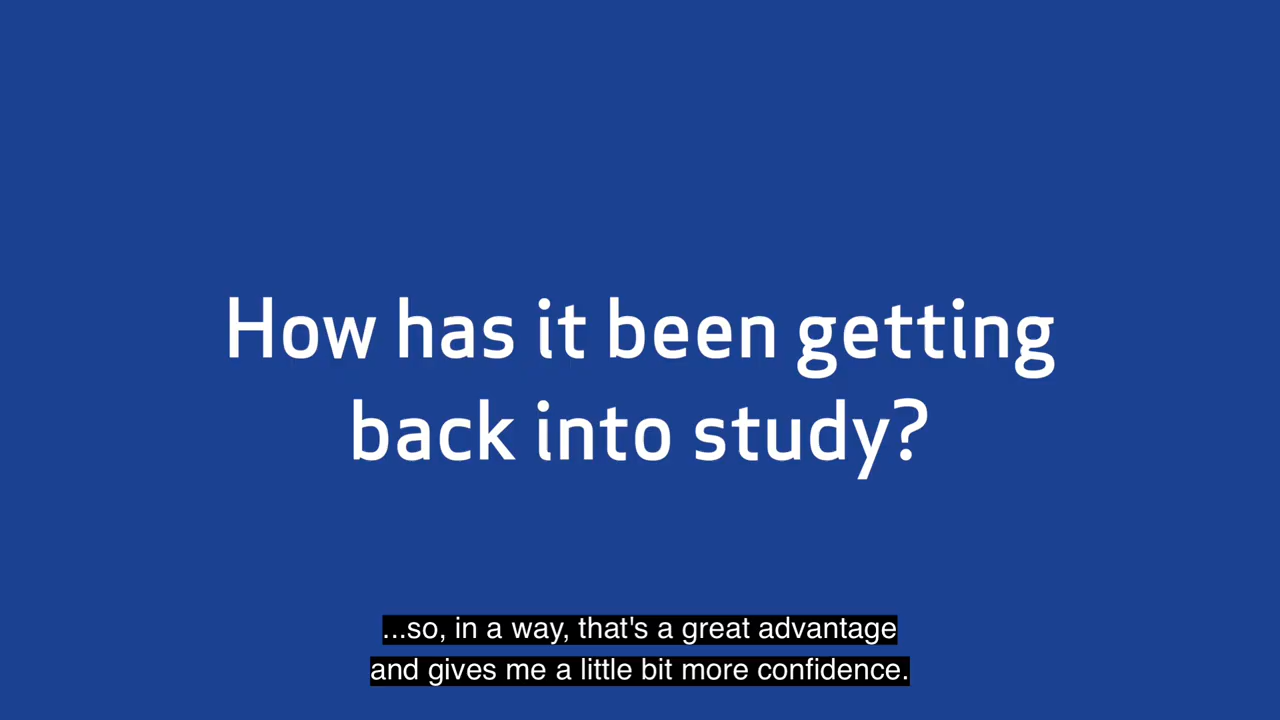 How has it been getting
back into study?
...so, in a way, that's a great advantage
and gives me a little bit more confidence.